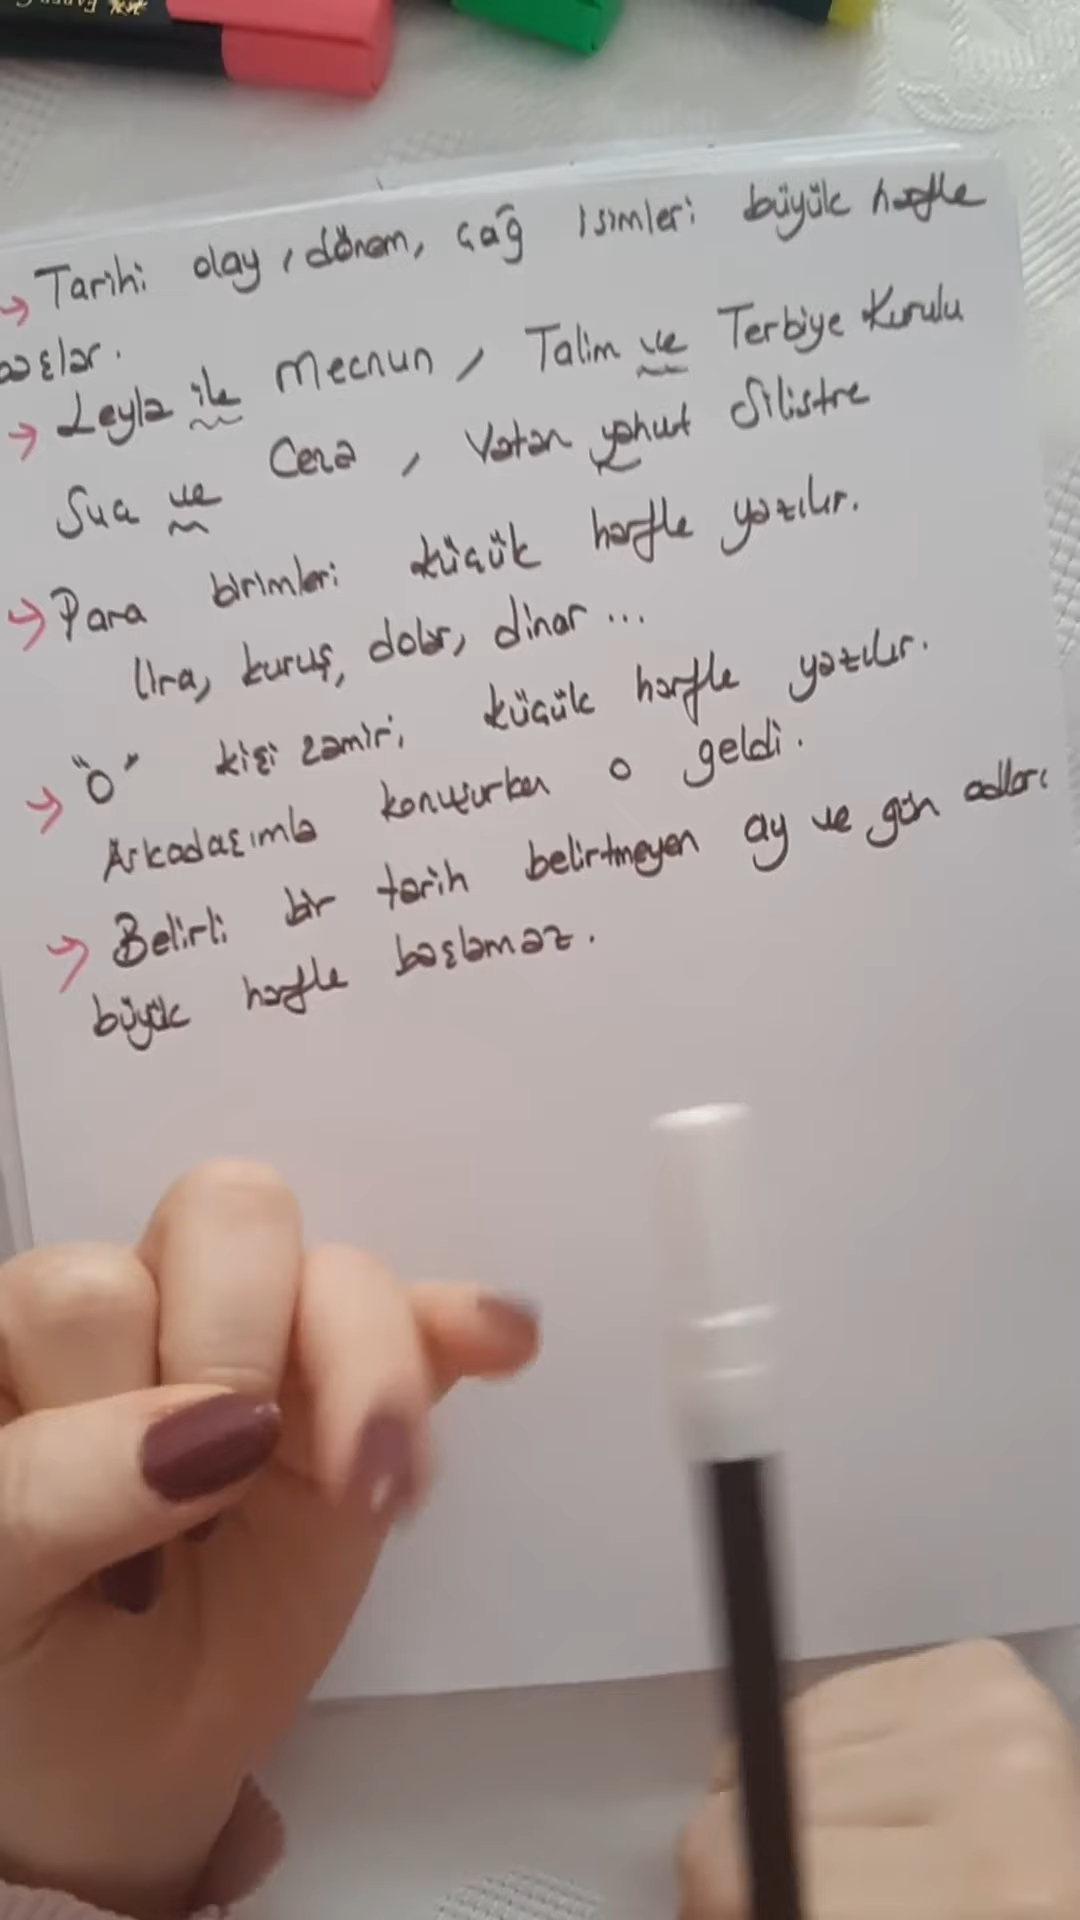 → Tarihi olay, dönem, çağ isimleri büyük harfle
başlar.
→ Leyla ile Mecnun, Talim ve Terbiye Kurulu
Sua ve Ceza, Vatan yahut Silistre
→ Para birimleri küçük harfle yazılır.
lira, kuruş, dolar, dinar ...
→ "O" kişi zamiri küçük harfle yazılır.
Arkadaşımla konuşurken o geldi.
→ Belirli bir tarih belirtmeyen ay ve gün adları
büyük harfle başlamaz.